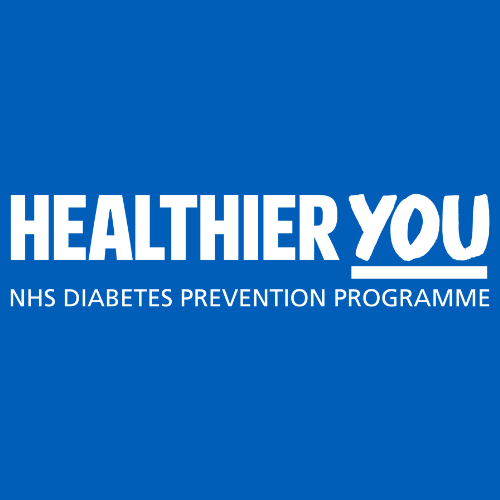 HEALTHIER YOU
NHS DIABETES PREVENTION PROGRAMME